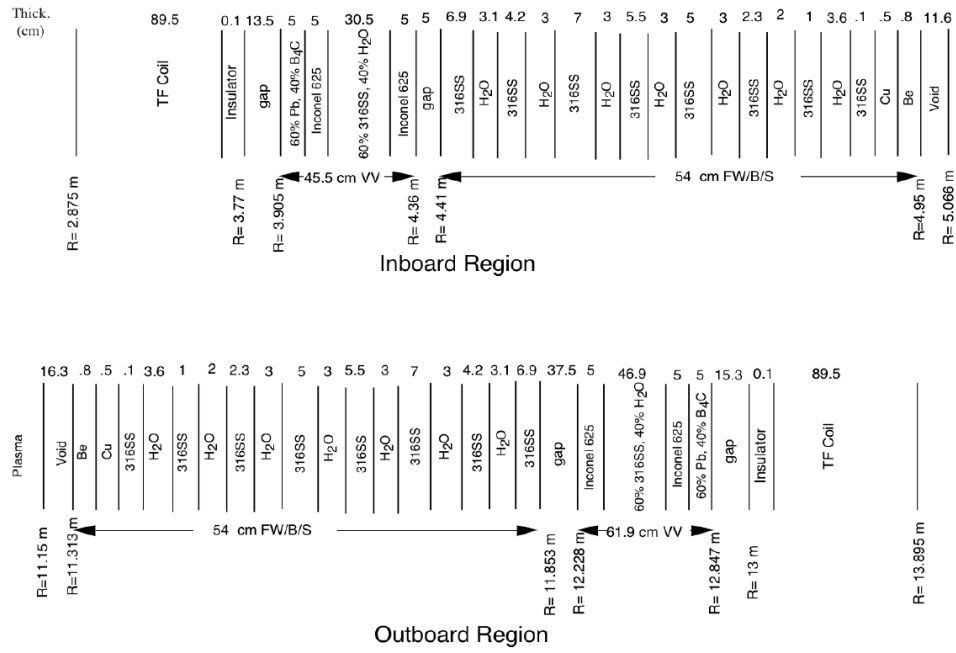 Thick.
(cm)
89.5 0.1 13.5 5 5 30.5 5 5 6.9 3.1 4.2 3 7 3 5.5 3 5 3 2.3 2 1 3.6 .1 .5 .8 11.6
TF Coil
Insulator
gap
60% Pb, 40% B4C
Inconel 625
60% 316SS, 40% H2O
Inconel 625
gap
316SS
H2O
316SS
H2O
316SS
H2O
316SS
H2O
316SS
H2O
316SS
H2O
316SS
H2O
316SS
Cu
Be
Void
45.5 cm VV
54 cm FW/B/S
R= 2.875 m
R= 3.77 m
R= 3.905 m
R= 4.36 m
R= 4.41 m
R=4.95 m
R= 5.066 m
Inboard Region
16.3 .8 .5 .1 3.6 1 2 2.3 3 5 3 5.5 3 7 3 4.2 3.1 6.9 37.5 5 46.9 5 5 15.3 0.1 89.5
Plasma
Void
Be
Cu
316SS
H2O
316SS
H2O
316SS
H2O
316SS
H2O
316SS
H2O
316SS
H2O
316SS
H2O
316SS
gap
Inconel 625
60% 316SS, 40% H2O
Inconel 625
60% Pb, 40% B4C
gap
Insulator
TF Coil
54 cm FW/B/S
61.9 cm VV
R=11.15 m
R=11.313 m
R= 11.853 m
R= 12.228 m
R= 12.847 m
R= 13 m
R= 13.895 m
Outboard Region